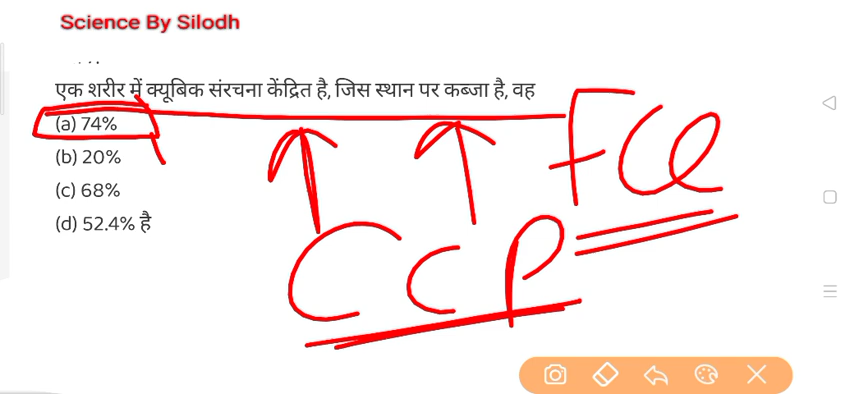 Science By Silodh
एक शरीर में क्यूबिक संरचना केंद्रित है, जिस स्थान पर कब्जा है, वह
(a) 74%
(b) 20%
(c) 68%
(d) 52.4% है
FCC
CCP